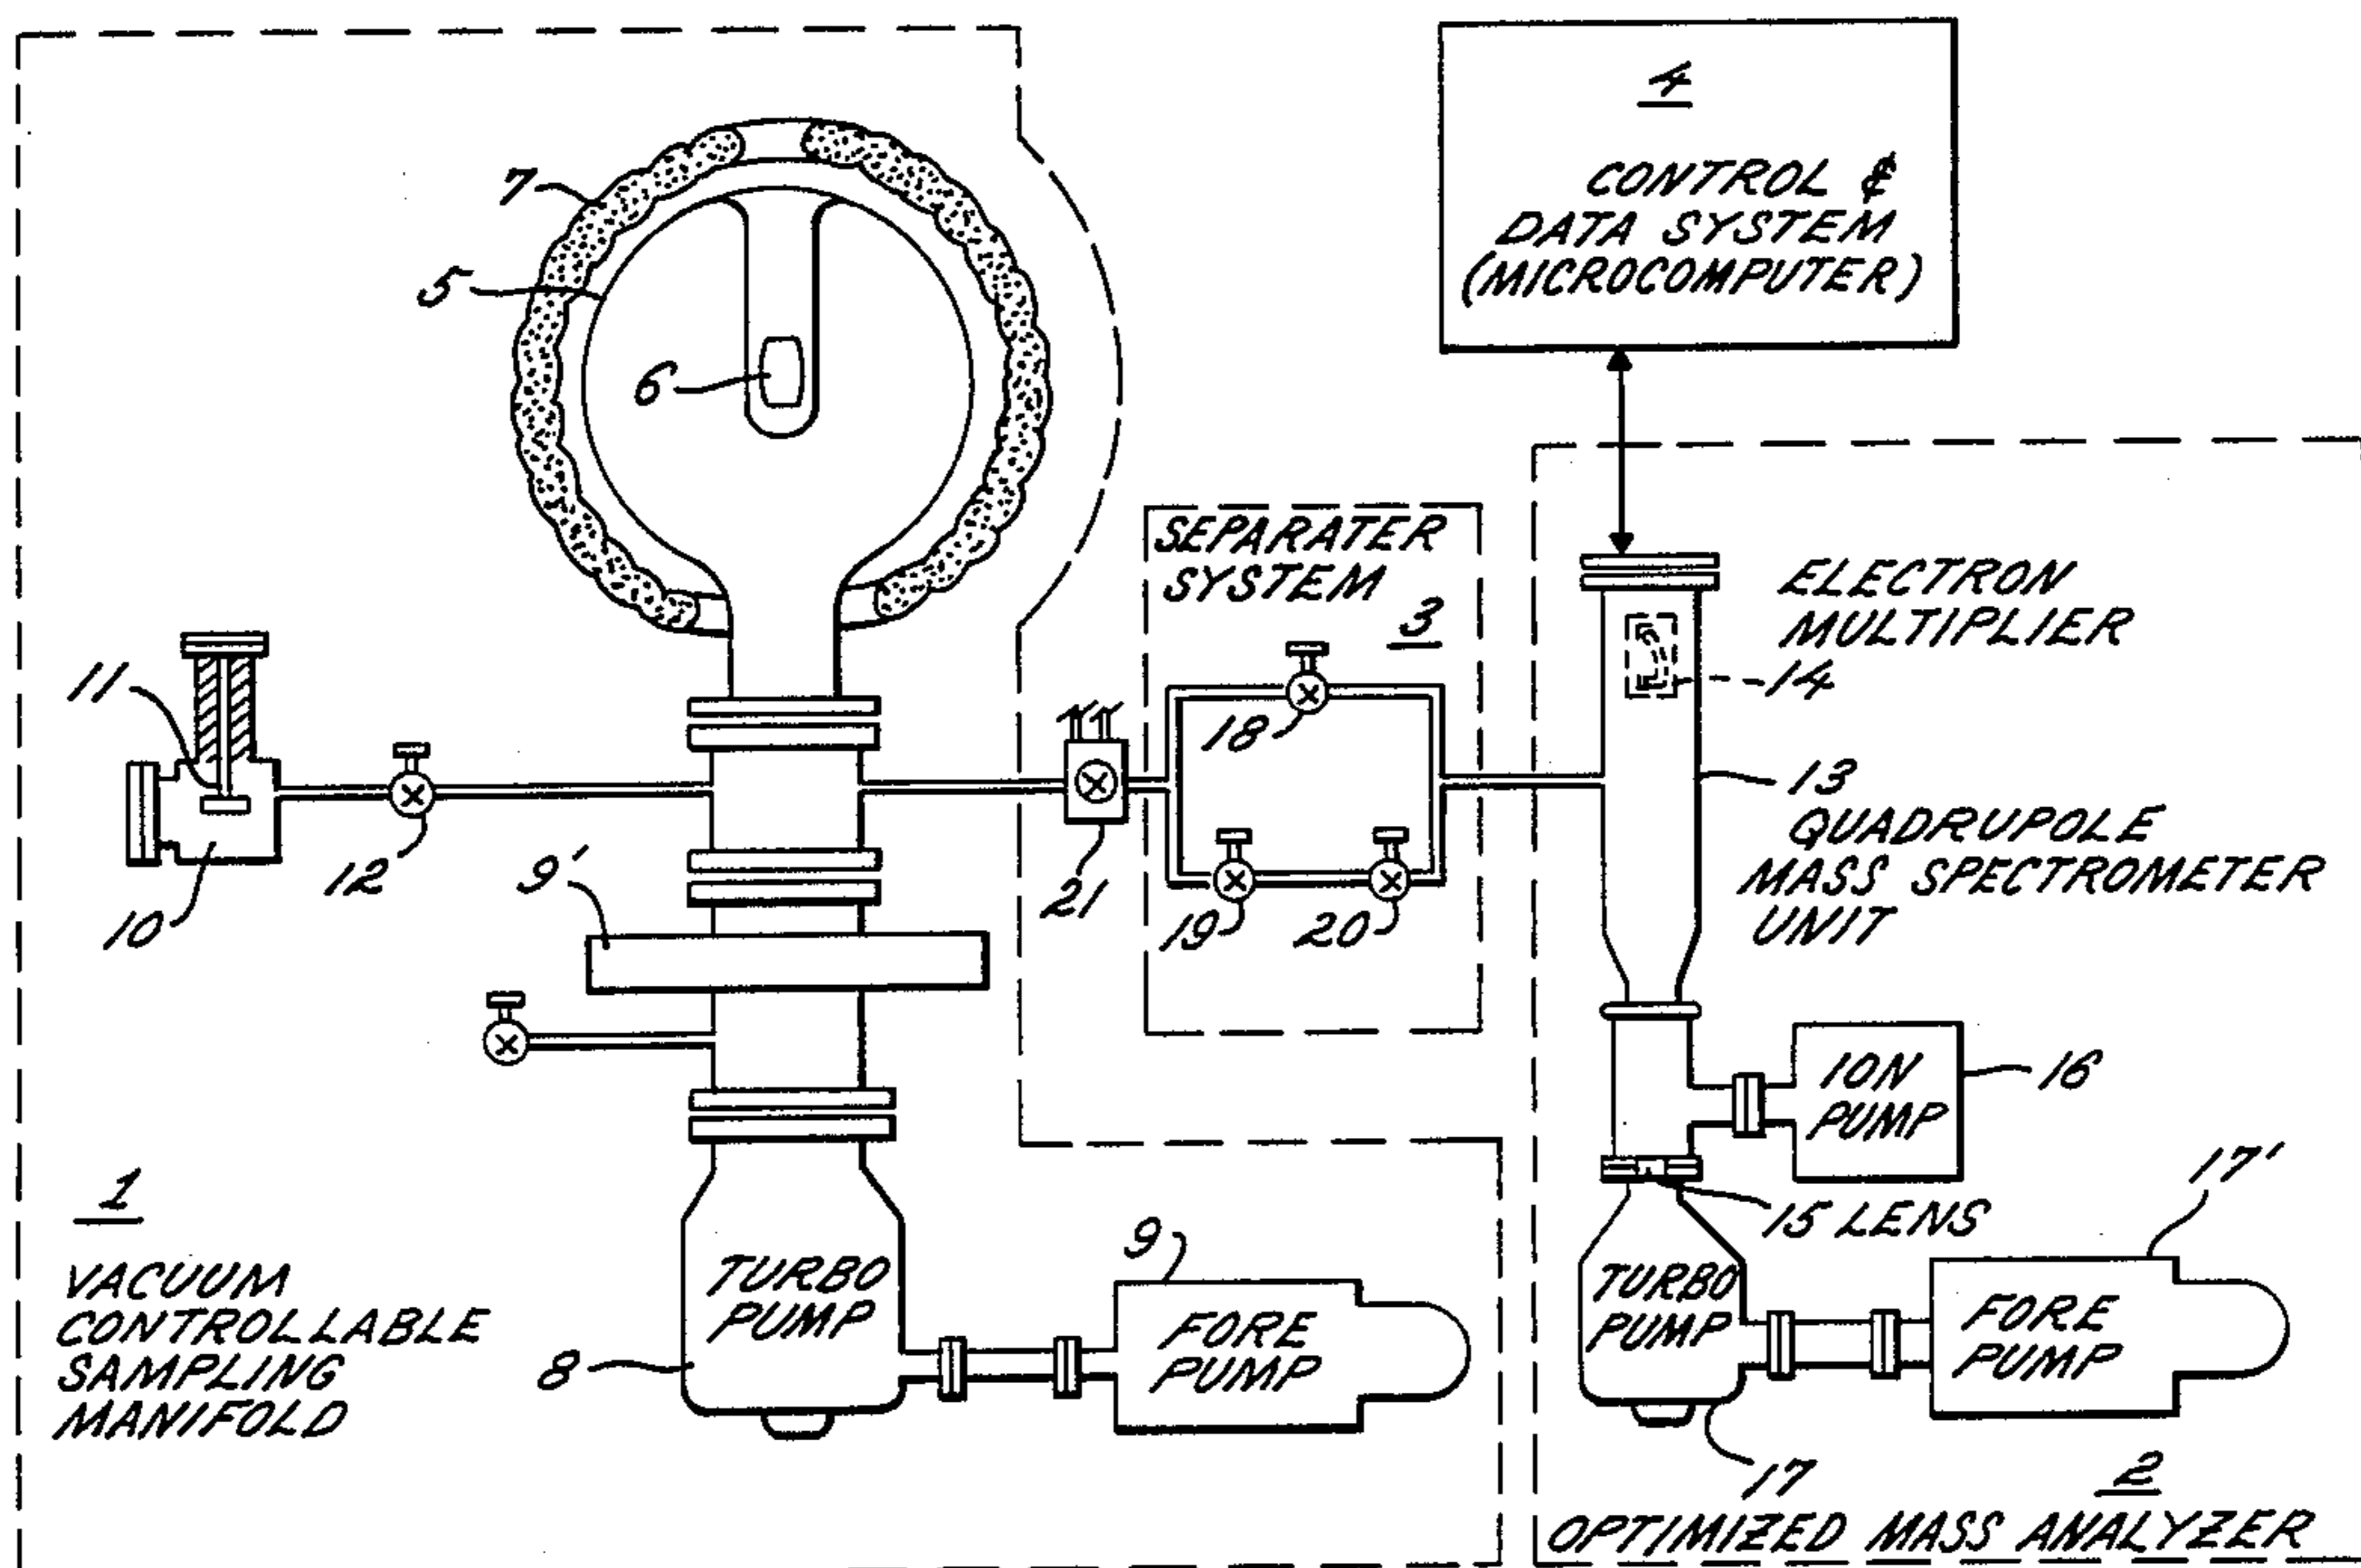 4
CONTROL &
DATA SYSTEM
(MICROCOMPUTER)
7
5
6
SEPARATER
SYSTEM
3
ELECTRON
MULTIPLIER
14
11
18
13
QUADRUPOLE
MASS SPECTROMETER
UNIT
12
10
9'
21
19
20
ION
PUMP
16
15 LENS
17'
1
VACUUM
CONTROLLABLE
SAMPLING
MANIFOLD
TURBO
PUMP
8
9
FORE
PUMP
TURBO
PUMP
FORE
PUMP
17
2
OPTIMIZED MASS ANALYZER